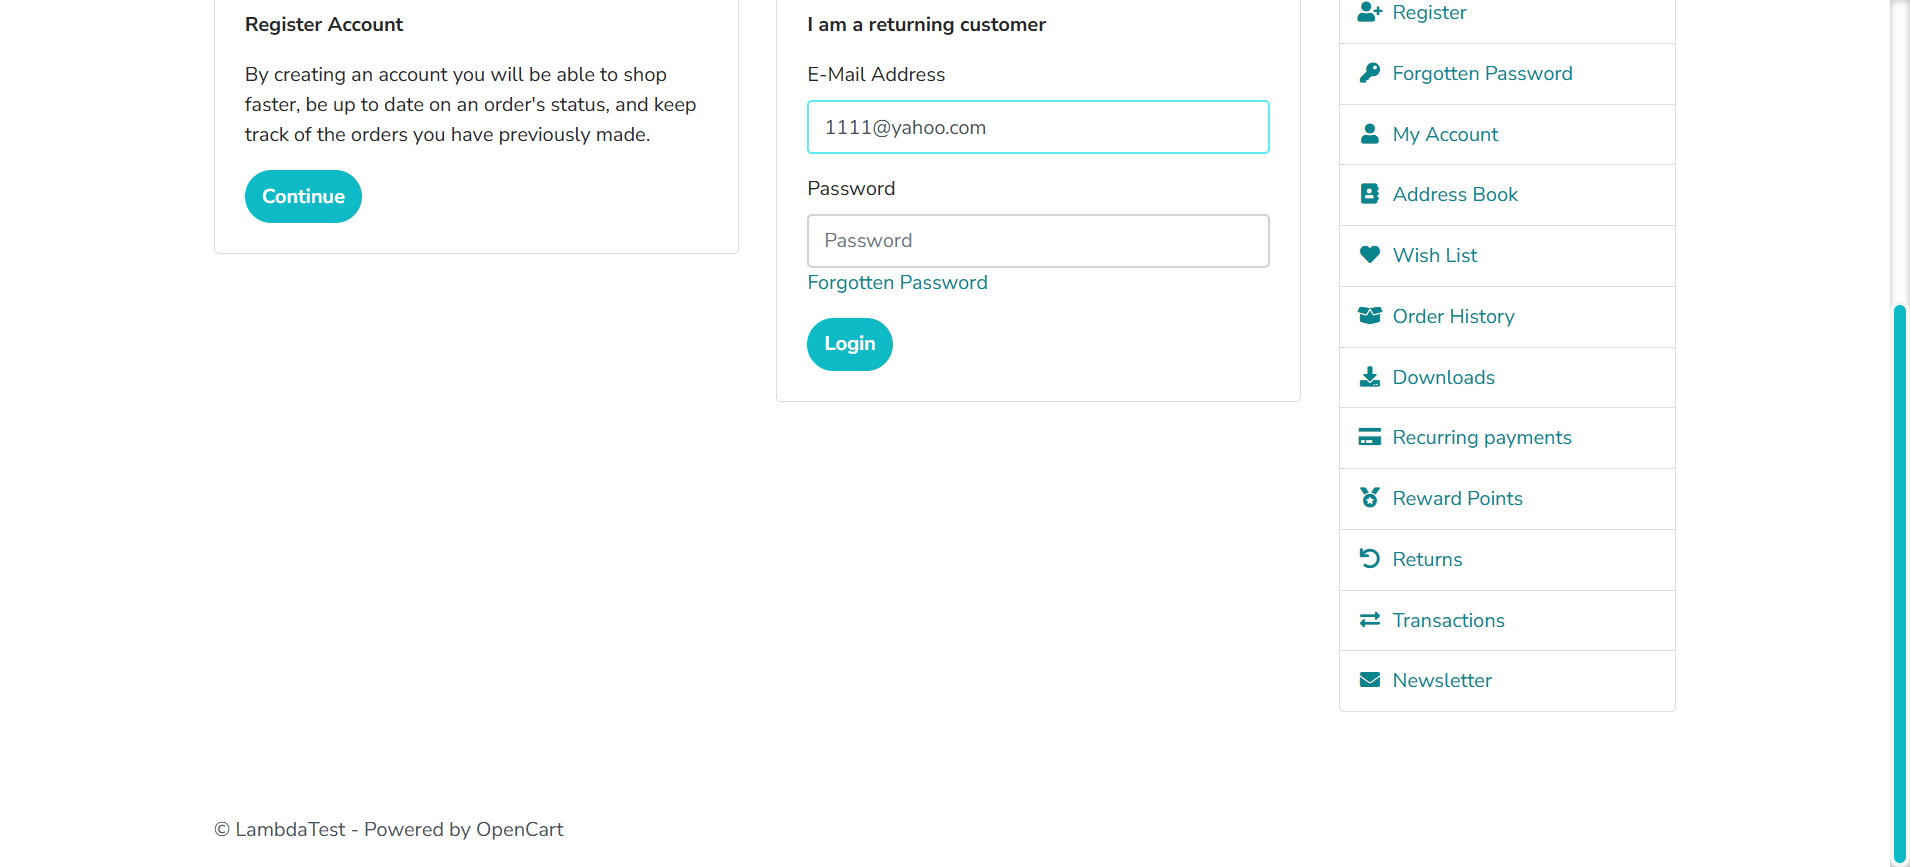 Register Account
By creating an account you will be able to shop
faster, be up to date on an order's status, and keep
track of the orders you have previously made.
Continue
I am a returning customer
E-Mail Address
1111@yahoo.com
Password
Password
Forgotten Password
Login
Register
Forgotten Password
My Account
Address Book
Wish List
Order History
Downloads
Recurring payments
Reward Points
Returns
Transactions
Newsletter
© LambdaTest - Powered by OpenCart